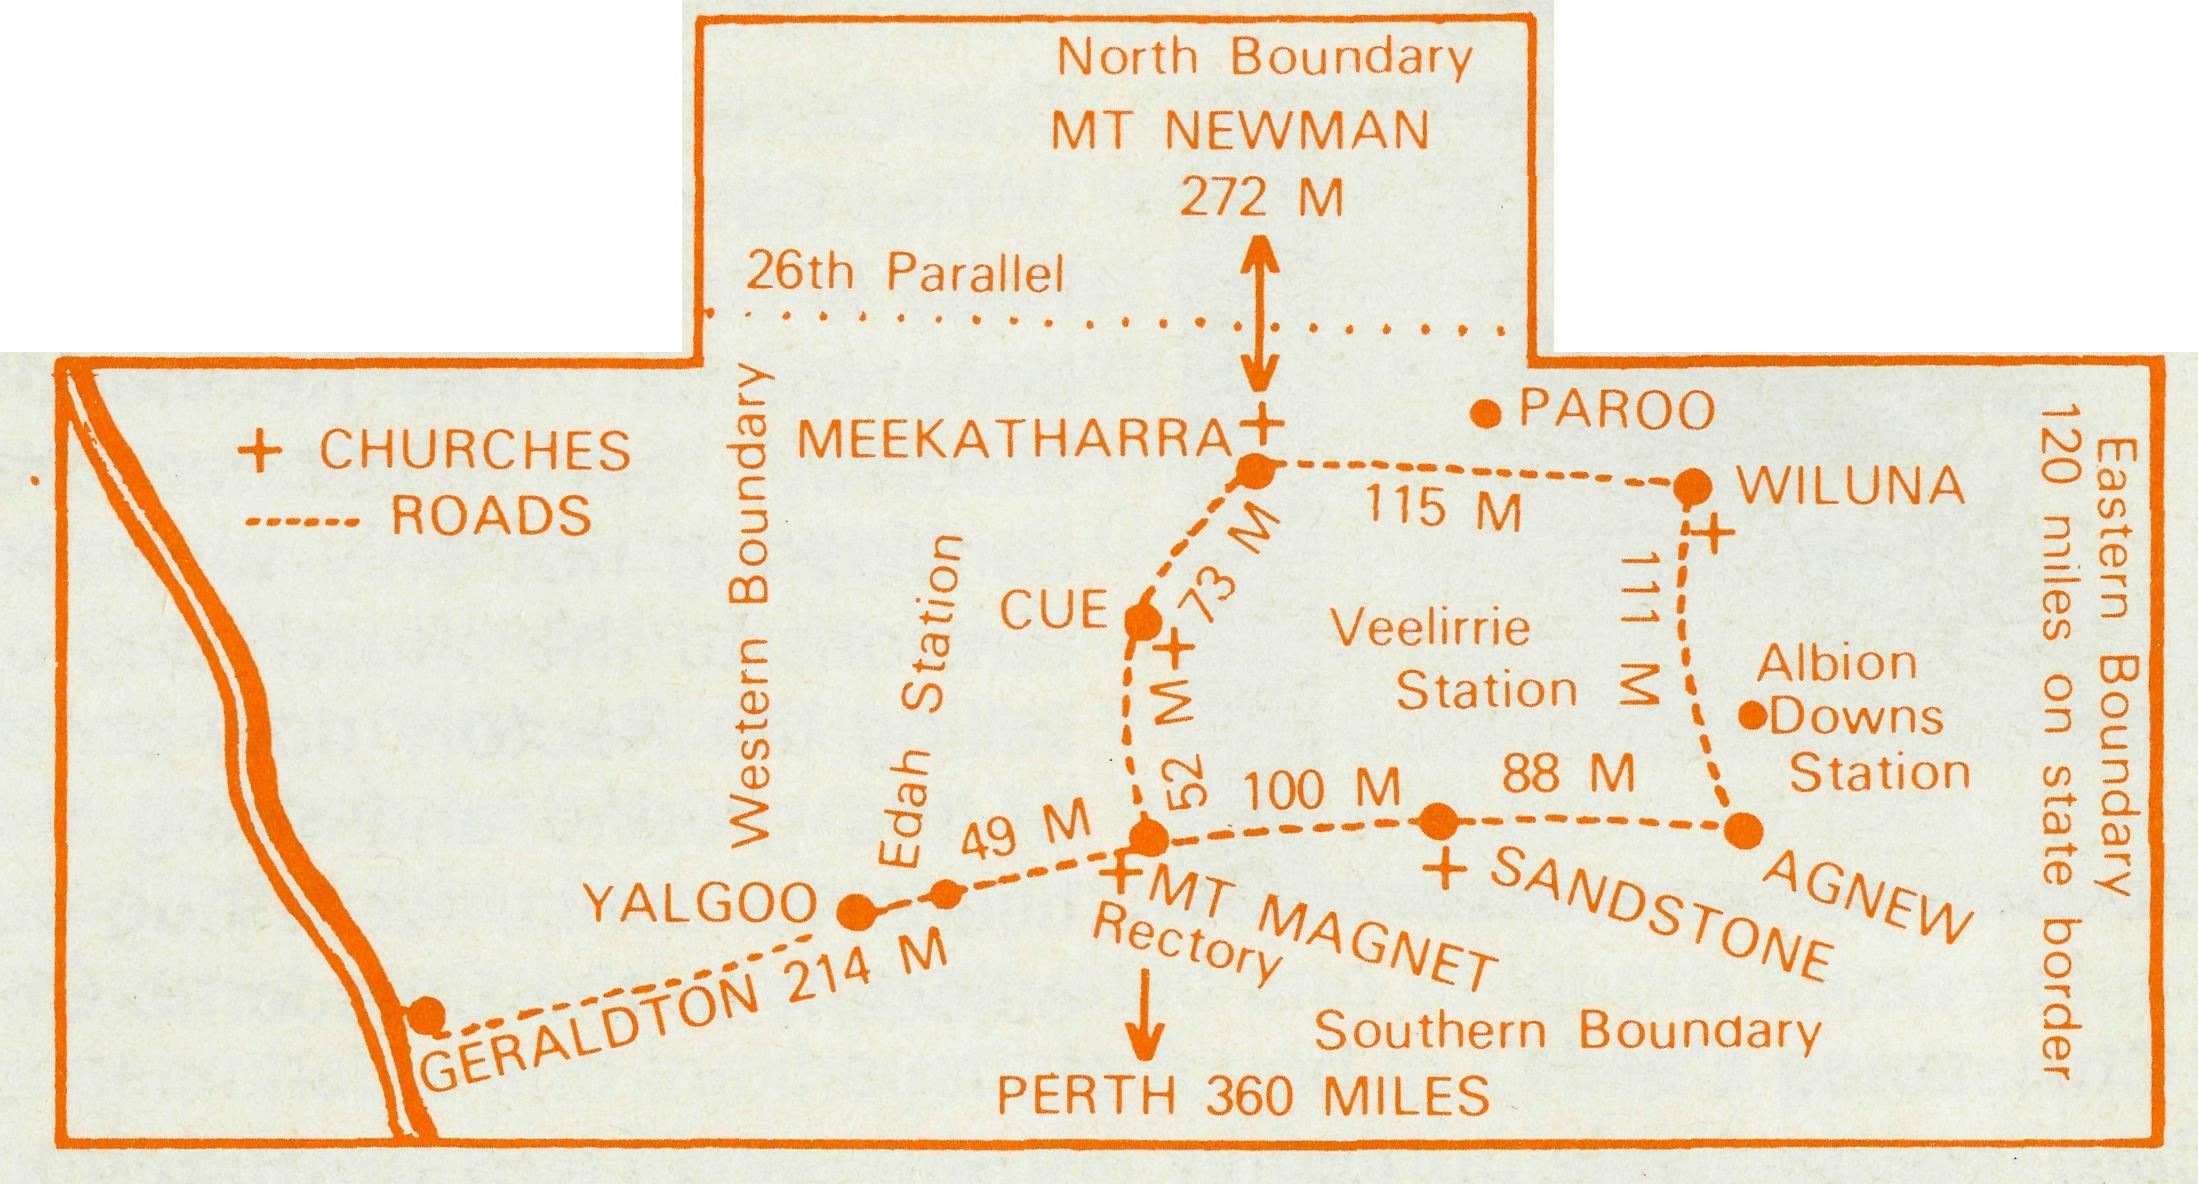 North Boundary
MT NEWMAN
272 M
26th Parallel
+ CHURCHES
------ ROADS
Western Boundary
MEEKATHARRA
PAROO
WILUNA
115 M
73 M
CUE
Edah Station
52 M
Veelirrie
Station
111 M
Albion
Downs
Station
Eastern Boundary
120 miles on state border
49 M
100 M
88 M
YALGOO
MT MAGNET
Rectory
SANDSTONE
AGNEW
GERALDTON 214 M
Southern Boundary
PERTH 360 MILES